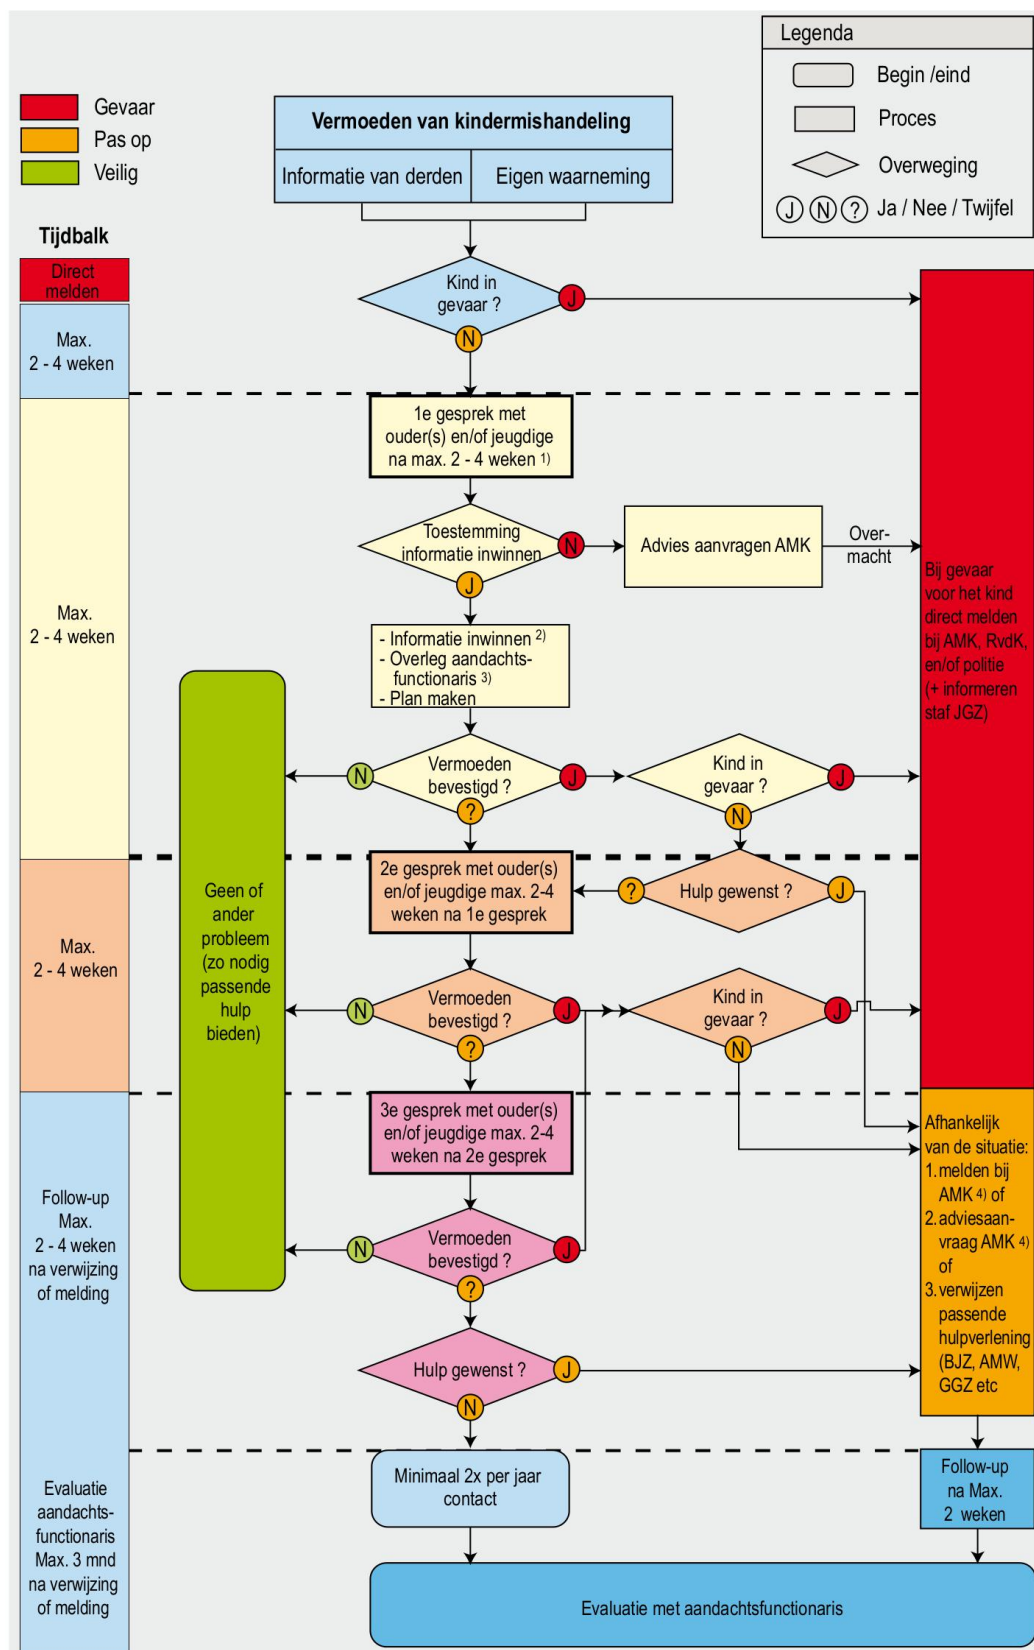 Legenda
Begin /eind
Proces
Overweging
J N ? Ja / Nee / Twijfel
Gevaar
Pas op
Veilig
Vermoeden van kindermishandeling
Informatie van derden
Eigen waarneming
Tijdbalk
Direct
melden
Max.
2 - 4 weken
Max.
2 - 4 weken
Max.
2 - 4 weken
Follow-up
Max.
2 - 4 weken
na verwijzing
of melding
Evaluatie
aandachts-
functionaris
Max. 3 mnd
na verwijzing
of melding
Kind in
gevaar ?
J
N
1e gesprek met
ouder(s) en/of jeugdige
na max. 2 - 4 weken 1)
Toestemming
informatie inwinnen
N
J
Advies aanvragen AMK
Over-
macht
- Informatie inwinnen 2)
- Overleg aandachts-
functionaris 3)
- Plan maken
Vermoeden
bevestigd ?
N
J
?
Kind in
gevaar ?
J
N
2e gesprek met ouder(s)
en/of jeugdige max. 2-4
weken na 1e gesprek
Hulp gewenst ?
?
J
Vermoeden
bevestigd ?
N
J
?
Kind in
gevaar ?
J
N
3e gesprek met ouder(s)
en/of jeugdige max. 2-4
weken na 2e gesprek
Vermoeden
bevestigd ?
N
J
?
Hulp gewenst ?
J
N
Minimaal 2x per jaar
contact
Geen of
ander
probleem
(zo nodig
passende
hulp
bieden)
Bij gevaar
voor het kind
direct melden
bij AMK, RvdK,
en/of politie
(+ informeren
staf JGZ)
Afhankelijk
van de situatie:
1. melden bij
AMK 4) of
2. adviesaan-
vraag AMK 4)
of
3. verwijzen
passende
hulpverlening
(BJZ, AMW,
GGZ etc
Follow-up
na Max.
2 weken
Evaluatie met aandachtsfunctionaris